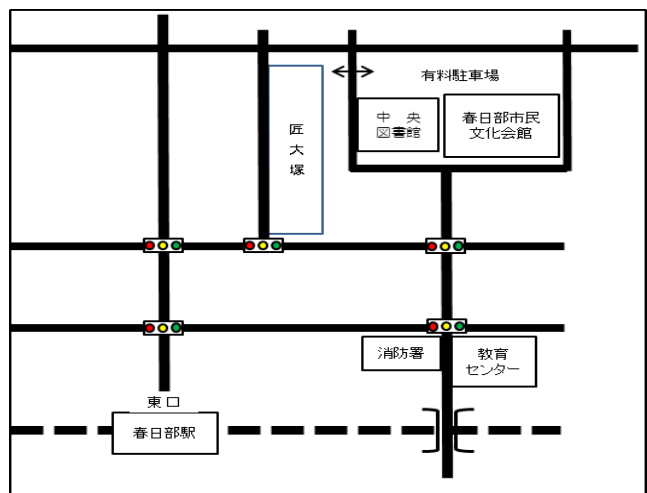 有料駐車場
中央
図書館
春日部市民
文化会館
匠大塚
消防署
教育
センター
東口
春日部駅